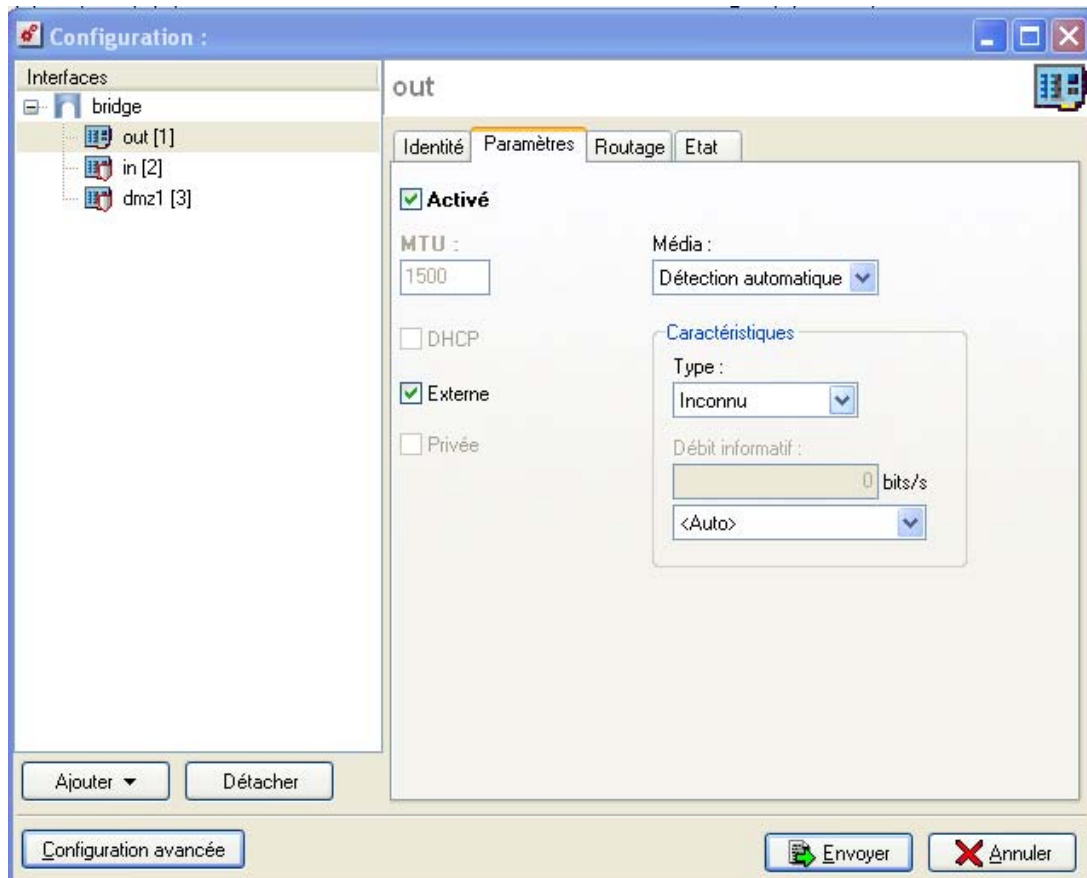 Configuration :
Interfaces
bridge
out [1]
in [2]
dmz1 [3]
out
Identité Paramètres Routage Etat
Activé
MTU : Média :
1500 Détection automatique
DHCP Caractéristiques
Type :
Externe Inconnu
Privée Débit informatif :
0 bits/s
<Auto>
Ajouter Détacher
Configuration avancée Envoyer Annuler